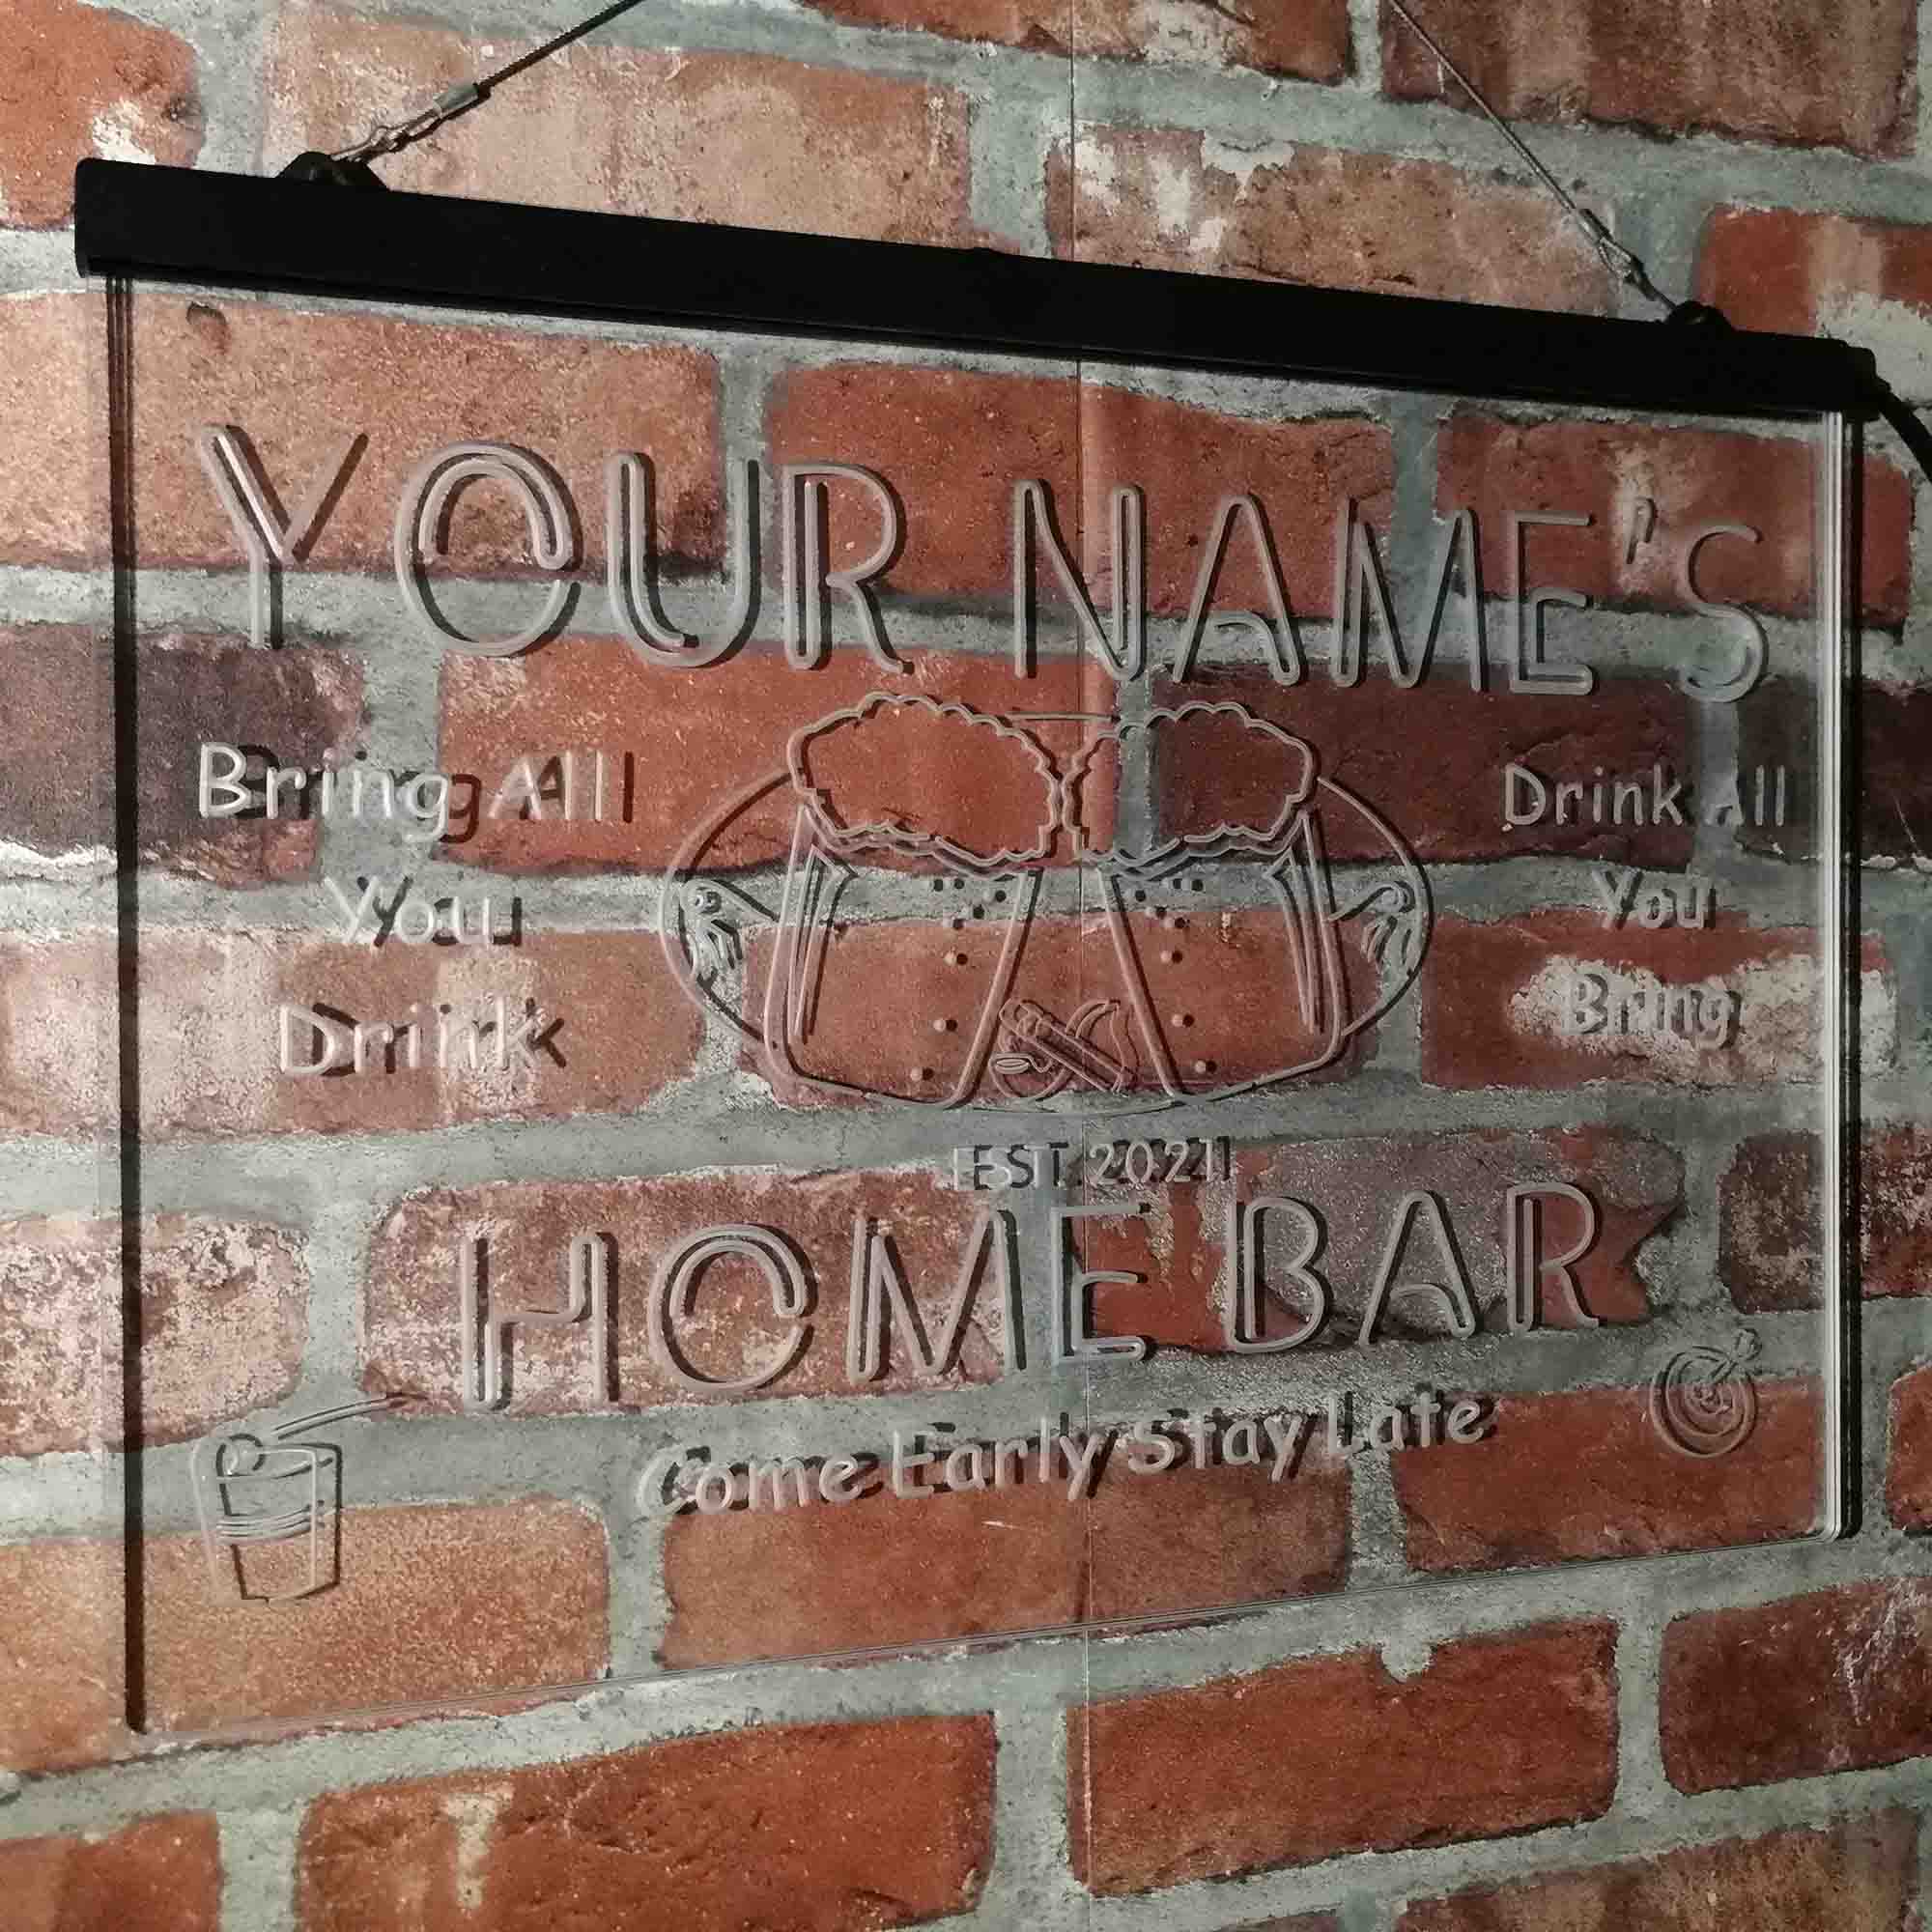 YOUR NAME'S
Bring All
You
Drink
Drink All
You
Bring
EST. 2021
HOME BAR
Come Early Stay Late